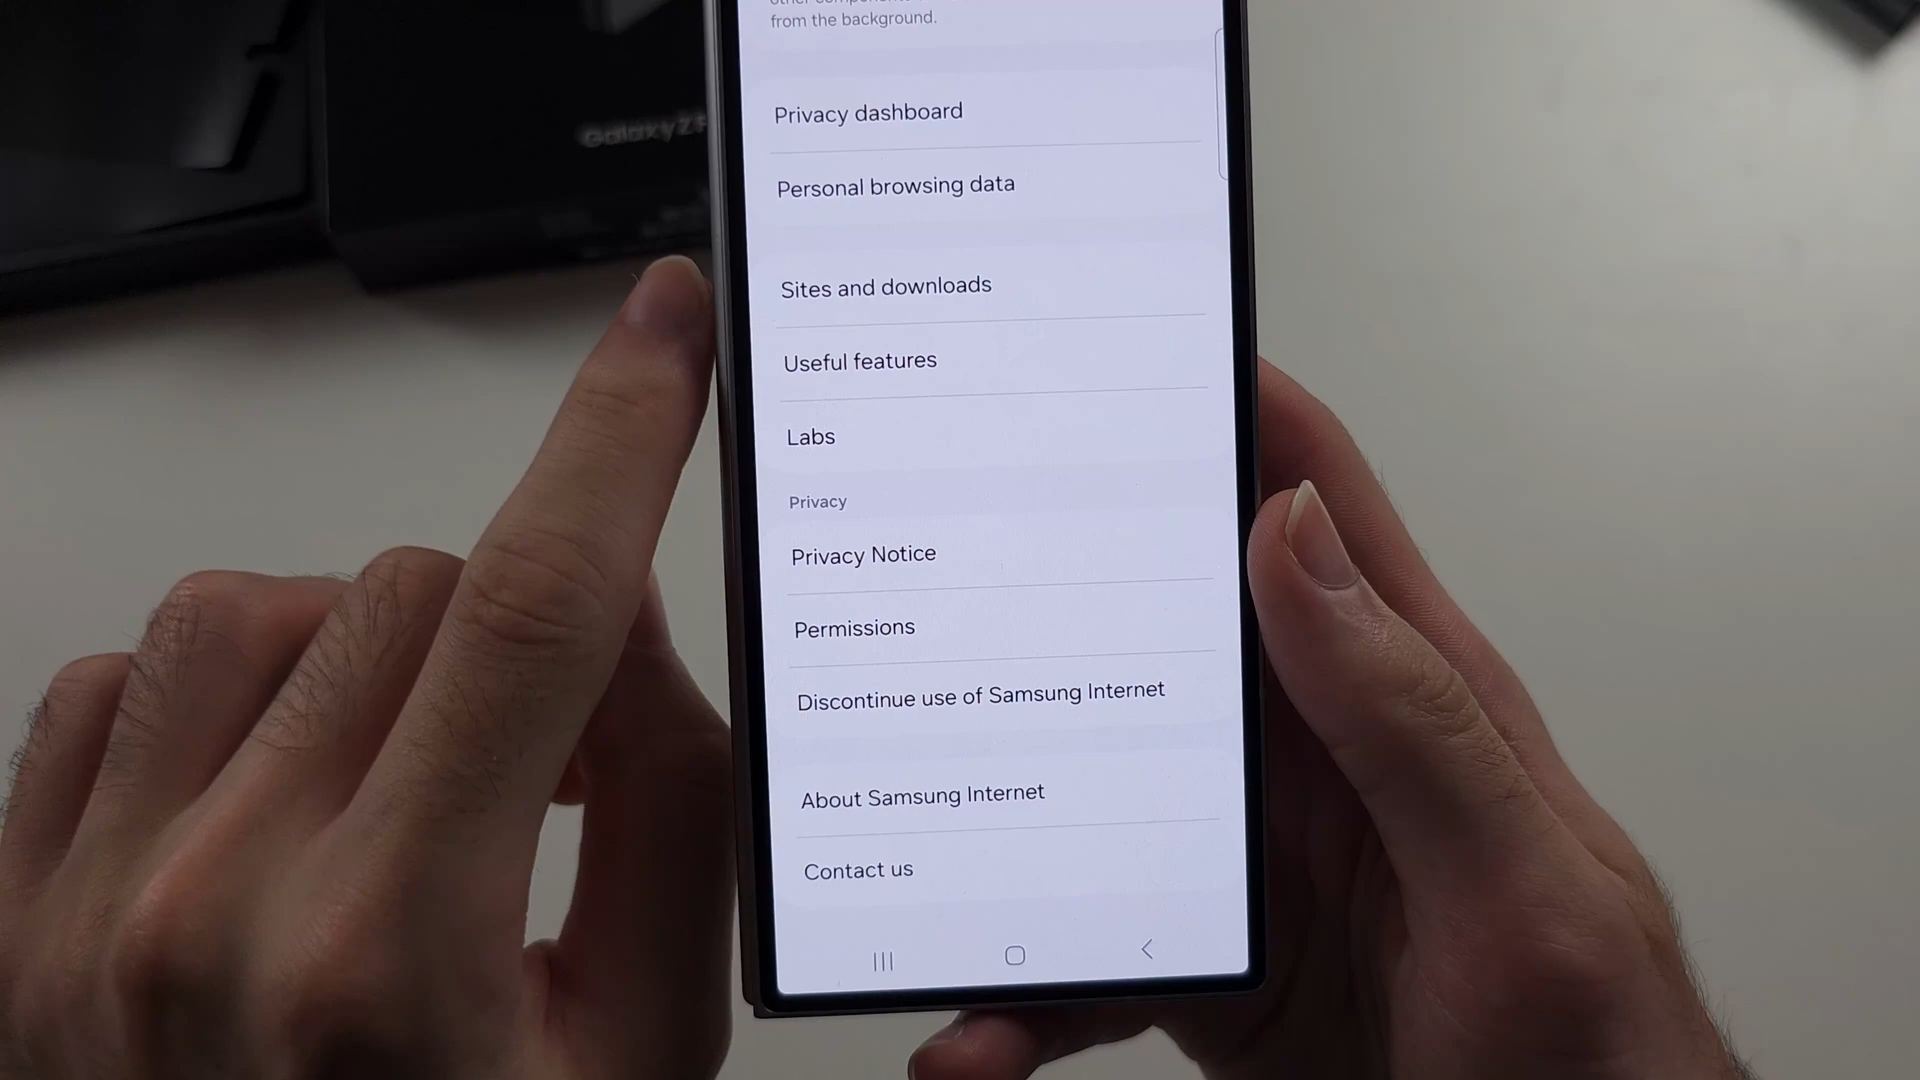 from the background.
Privacy dashboard
Personal browsing data
Sites and downloads
Useful features
Labs
Privacy
Privacy Notice
Permissions
Discontinue use of Samsung Internet
About Samsung Internet
Contact us
Galaxy Z F